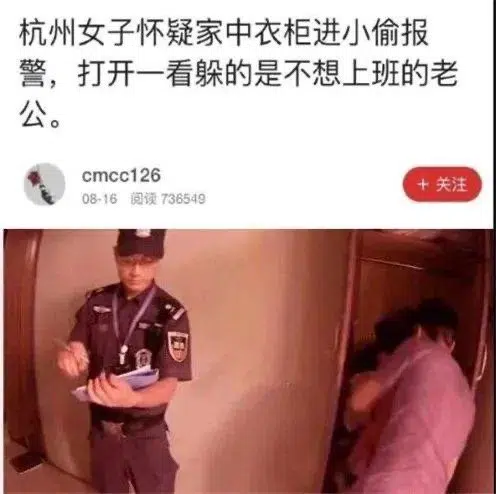 杭州女子怀疑家中衣柜进小偷报
警，打开一看躲的是不想上班的老
公。
cmcc126
+ 关注
08-16 阅读 736549